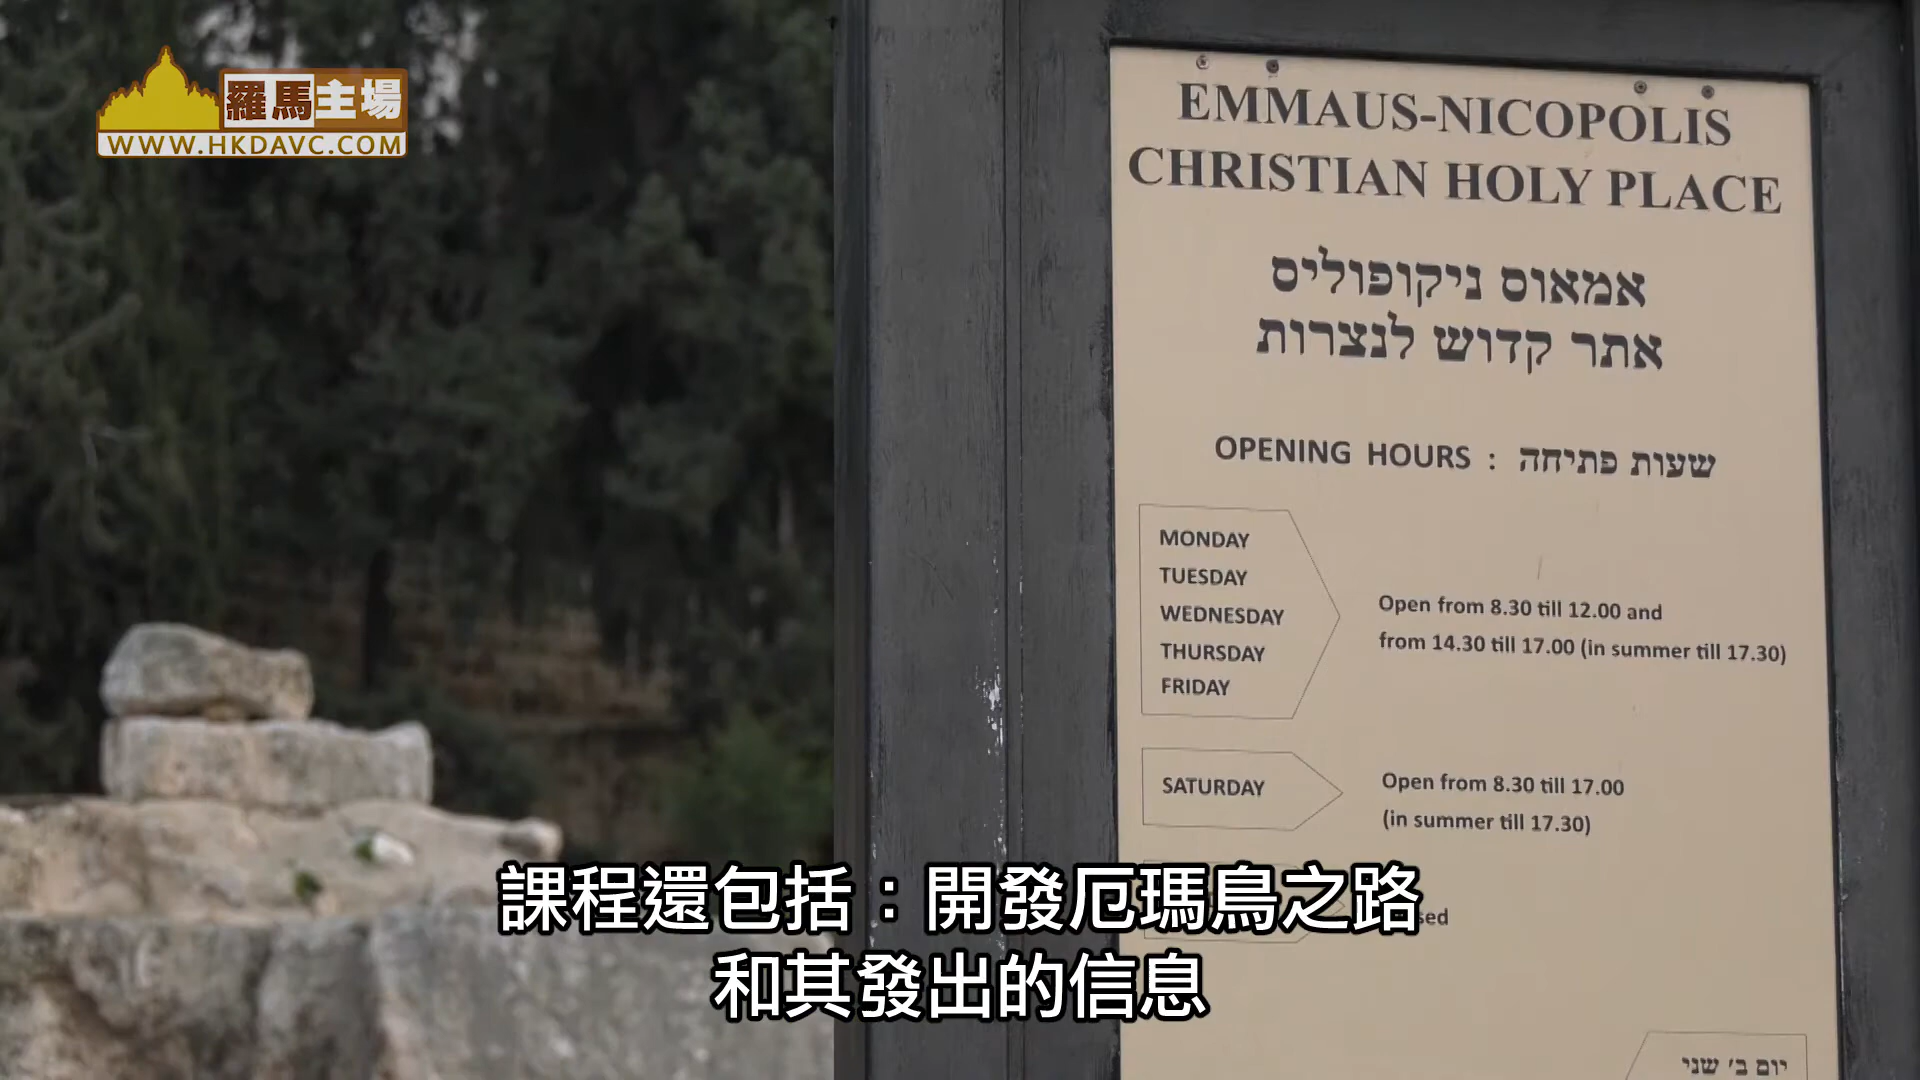 羅馬主場
WWW.HKDAVC.COM
EMMAUS-NICOPOLIS
CHRISTIAN HOLY PLACE
אמאוס ניקופוליס
אתר קדוש לנצרות
OPENING HOURS : שעות פתיחה
MONDAY
TUESDAY
WEDNESDAY
THURSDAY
FRIDAY
Open from 8.30 till 12.00 and
from 14.30 till 17.00 (in summer till 17.30)
SATURDAY
Open from 8.30 till 17.00
(in summer till 17.30)
課程還包括：開發厄瑪鳥之路
和其發出的信息
יום ב׳ שני